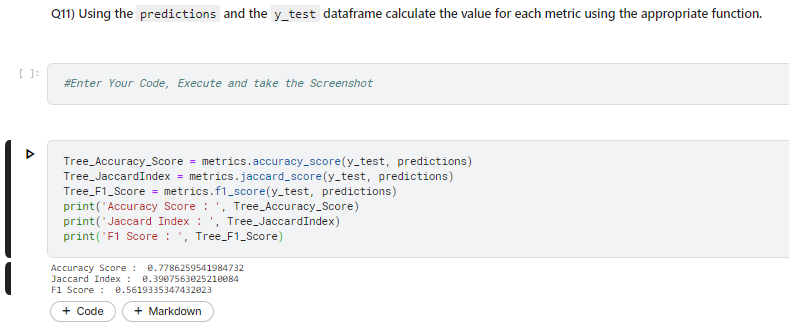 Q11) Using the predictions and the y_test dataframe calculate the value for each metric using the appropriate function.
[ ]:
#Enter Your Code, Execute and take the Screenshot
Tree_Accuracy_Score = metrics.accuracy_score(y_test, predictions)
Tree_JaccardIndex = metrics.jaccard_score(y_test, predictions)
Tree_F1_Score = metrics.f1_score(y_test, predictions)
print('Accuracy Score : ', Tree_Accuracy_Score)
print('Jaccard Index : ', Tree_JaccardIndex)
print('F1 Score : ', Tree_F1_Score)
Accuracy Score :  0.7786259541984732
Jaccard Index :  0.3907563025210084
F1 Score :  0.5619335347432023
+ Code + Markdown